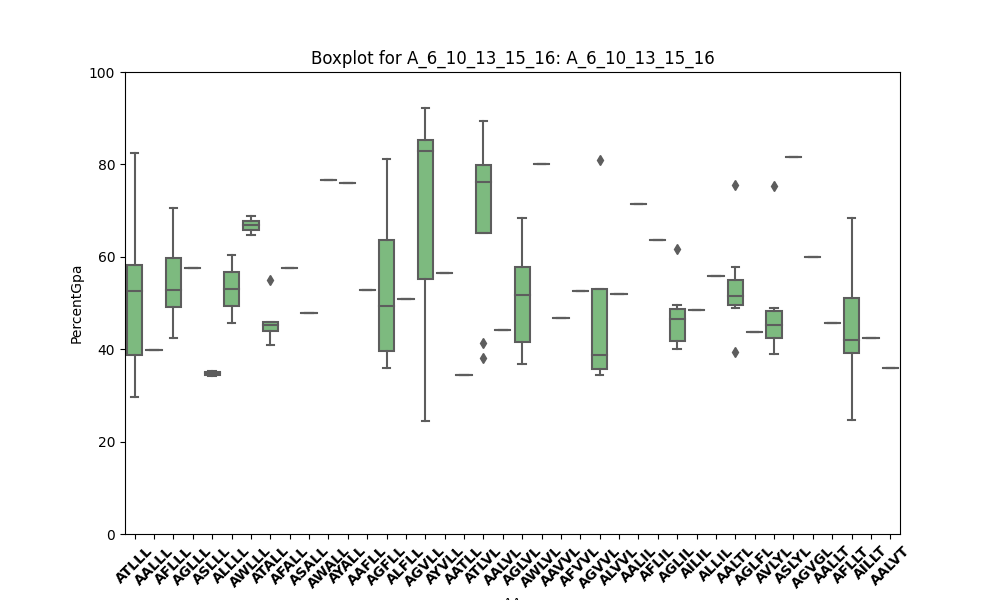 Boxplot for A_6_10_13_15_16: A_6_10_13_15_16
PercentGpa
100
80
60
40
20
0
ATLLL
AALLL
AFLLL
AGLLL
ASLLL
ALLLL
AWLLL
ATALL
AFALL
ASALL
AWALL
AYALL
AAFLL
AGFLL
ALFLL
AGVLL
AYVLL
AATLL
ATLVL
AALVL
AGLVL
AWLVL
AAVVL
AFVVL
AGVVL
ALVVL
AALIL
AFLIL
AGLIL
AILIL
ALLIL
AALTL
AGLFL
AVLYL
ASLYL
AGVGL
AALLT
AFLLT
AILLT
AALVT